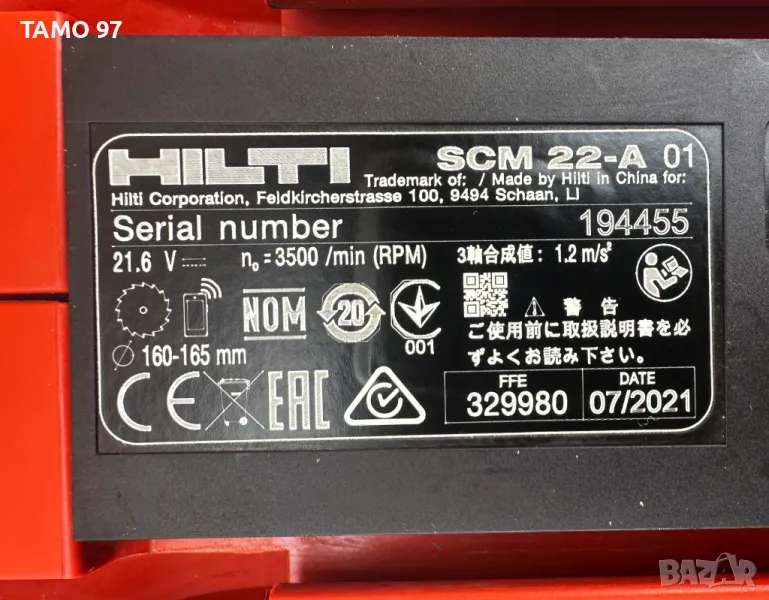 TAMO 97
HILTI SCM 22-A 01
Trademark of: / Made by Hilti in China for:
Hilti Corporation, Feldkircherstrasse 100, 9494 Schaan, LI
Serial number 194455
21.6 V n₀ = 3500 /min (RPM) 3軸合成値: 1.2 m/s²
NOM 20 001
⚠ 警告
ご使用前に取扱説明書を必
ずよくお読み下さい。
Ø 160-165 mm
CE EAC
FFE DATE
329980 07/2021
BAZAR